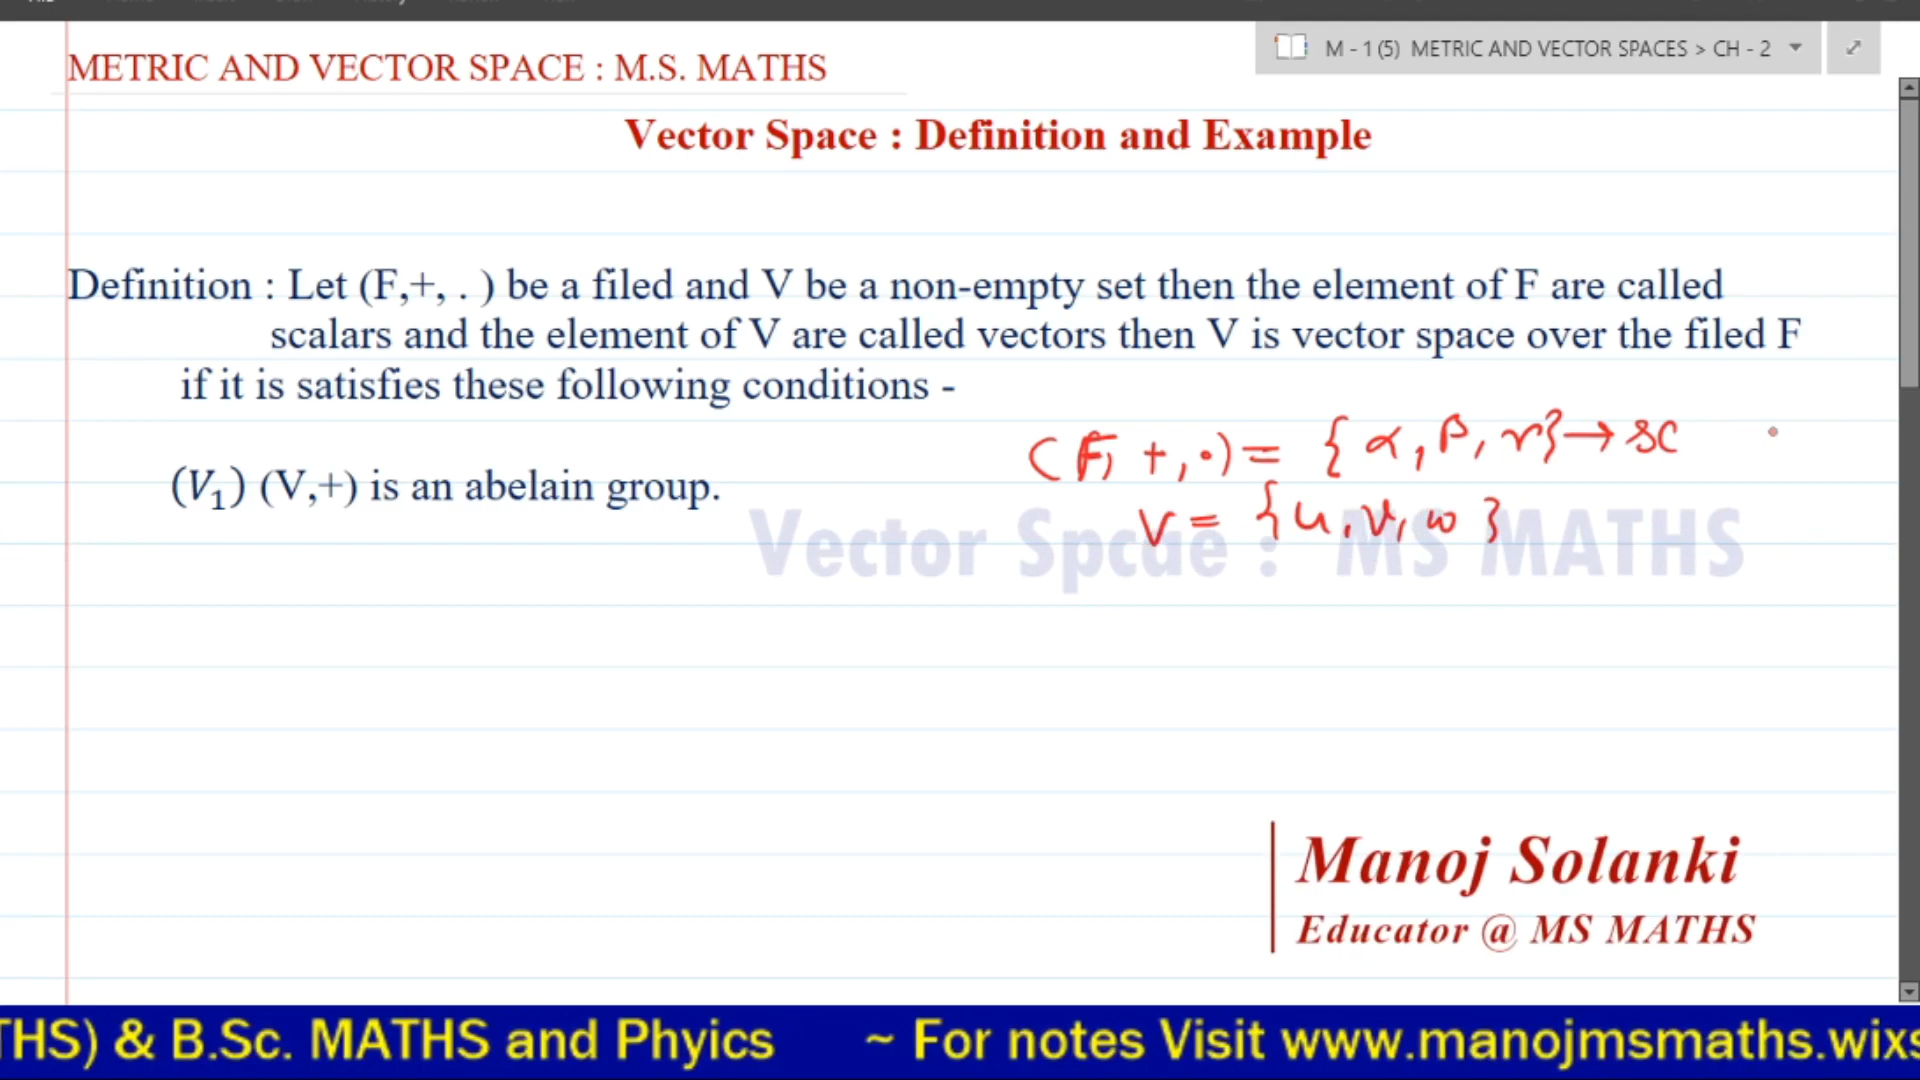 METRIC AND VECTOR SPACE : M.S. MATHS
M - 1 (5) METRIC AND VECTOR SPACES > CH - 2
Vector Space : Definition and Example
Definition : Let (F,+, . ) be a filed and V be a non-empty set then the element of F are called
scalars and the element of V are called vectors then V is vector space over the filed F
if it is satisfies these following conditions -
(F, +, ·) = { α, β, γ} → sc
(V₁) (V,+) is an abelain group.
V = { u, v, w }
Vector Spcae : MS MATHS
Manoj Solanki
Educator @ MS MATHS
THS) & B.Sc. MATHS and Phyics ~ For notes Visit www.manojmsmaths.wixs